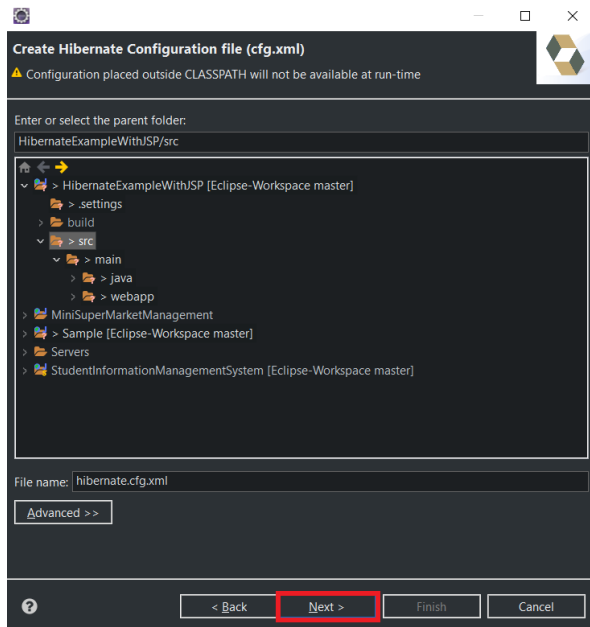 Create Hibernate Configuration file (cfg.xml)
Configuration placed outside CLASSPATH will not be available at run-time
Enter or select the parent folder:
HibernateExampleWithJSP/src
> HibernateExampleWithJSP [Eclipse-Workspace master]
> .settings
> build
> src
> main
> java
> webapp
MiniSuperMarketManagement
> Sample [Eclipse-Workspace master]
Servers
StudentInformationManagementSystem [Eclipse-Workspace master]
File name: hibernate.cfg.xml
Advanced >>
? < Back Next > Finish Cancel